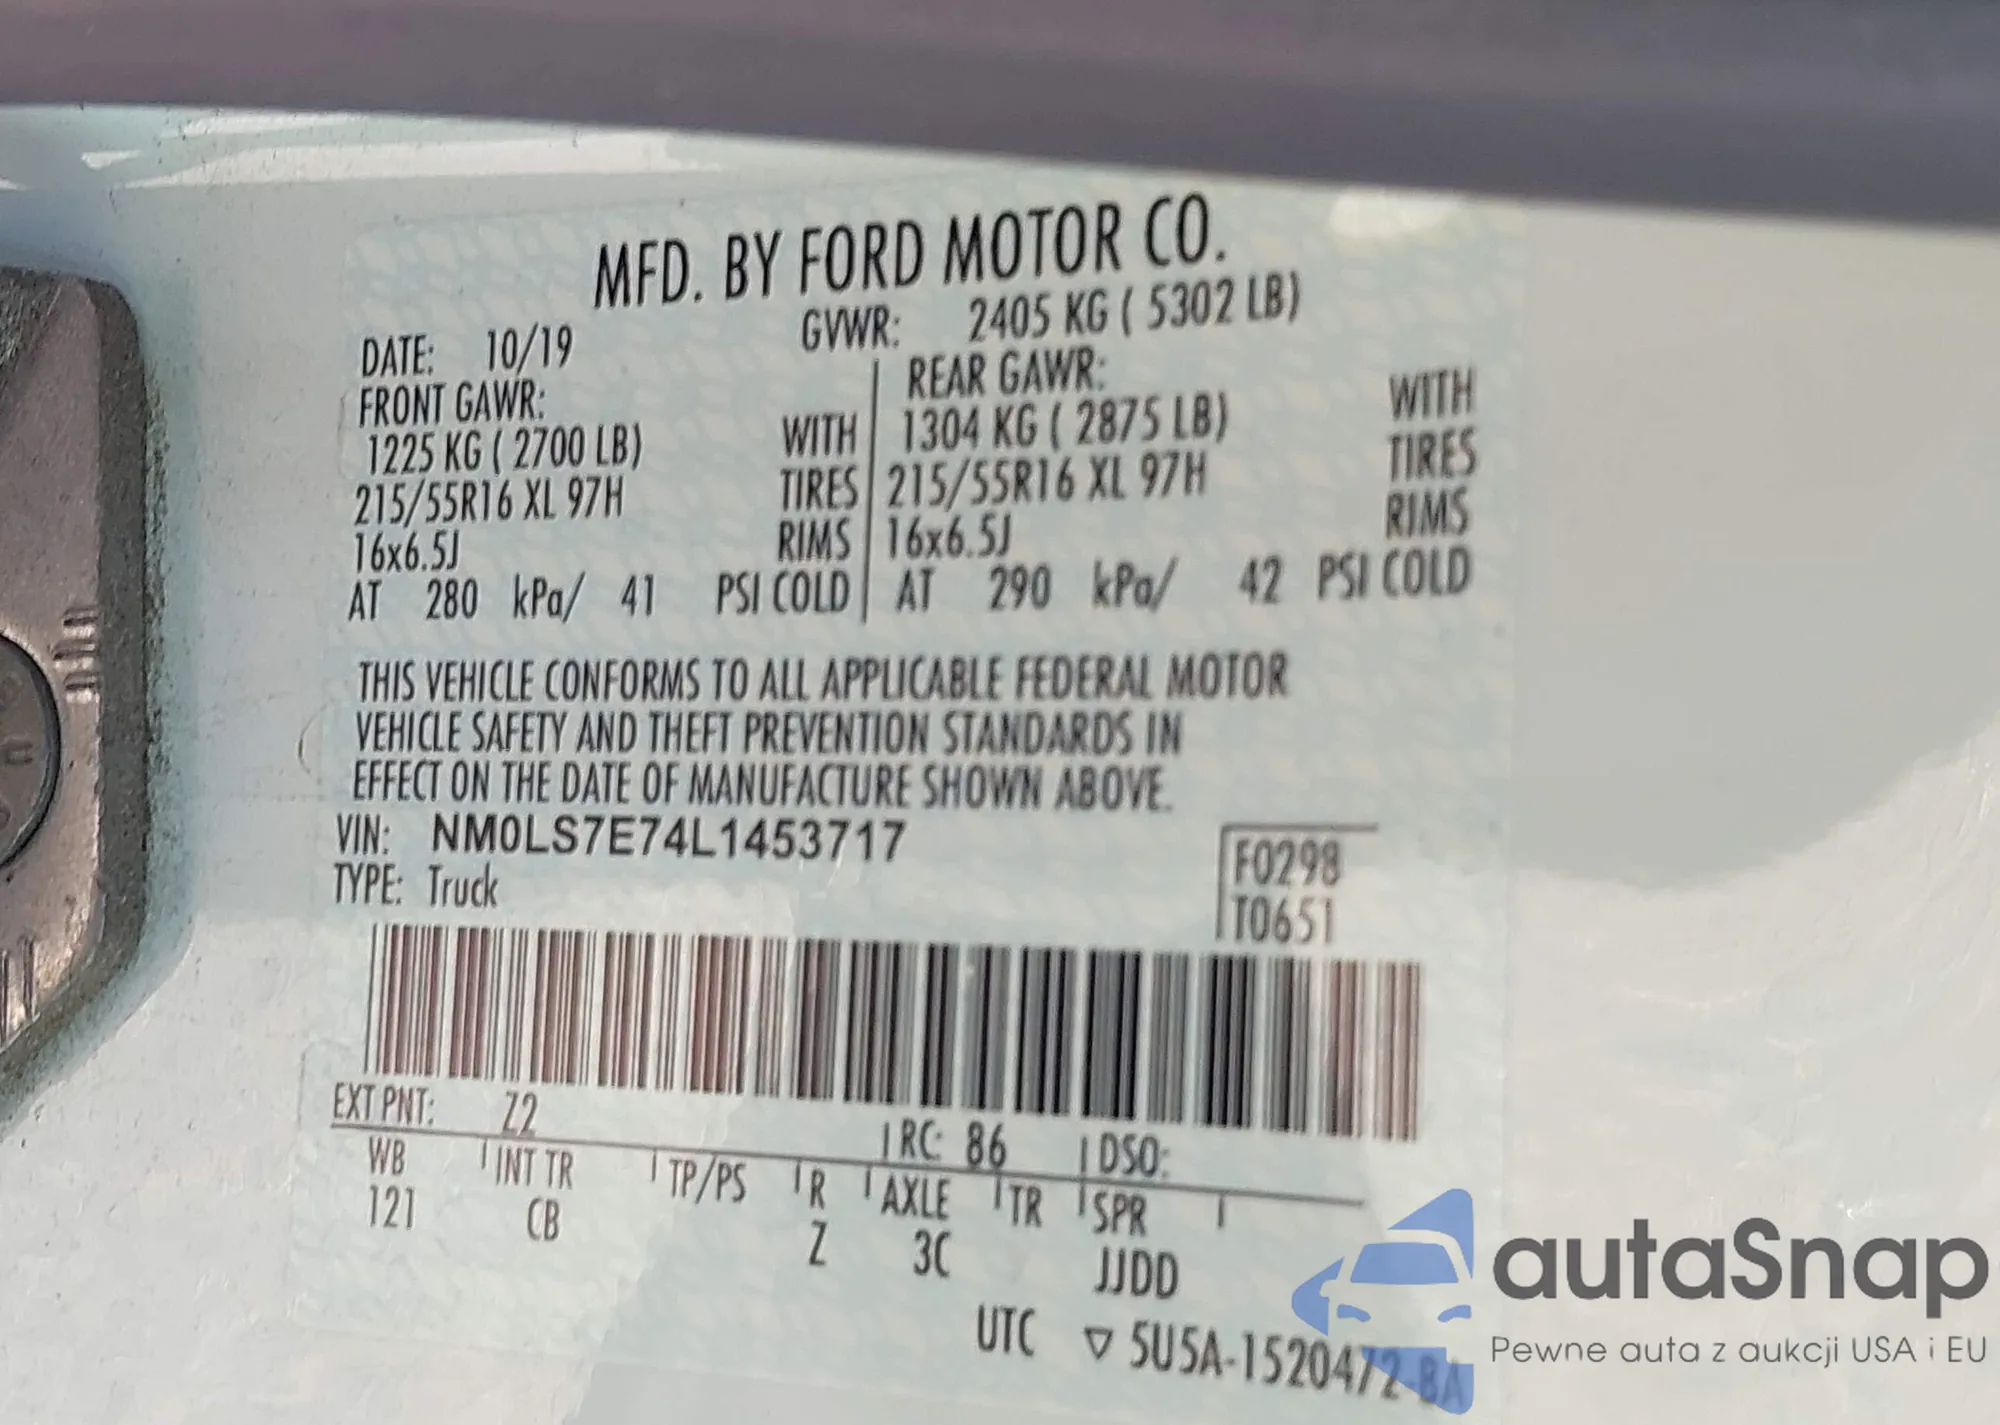 MFD. BY FORD MOTOR CO.
DATE: 10/19 GVWR: 2405 KG ( 5302 LB)
FRONT GAWR: REAR GAWR:
1225 KG ( 2700 LB) WITH 1304 KG ( 2875 LB) WITH
215/55R16 XL 97H TIRES 215/55R16 XL 97H TIRES
16x6.5J RIMS 16x6.5J RIMS
AT 280 kPa/ 41 PSI COLD AT 290 kPa/ 42 PSI COLD
THIS VEHICLE CONFORMS TO ALL APPLICABLE FEDERAL MOTOR
VEHICLE SAFETY AND THEFT PREVENTION STANDARDS IN
EFFECT ON THE DATE OF MANUFACTURE SHOWN ABOVE.
VIN: NM0LS7E74L1453717
TYPE: Truck
F0298
T0651
EXT PNT: Z2 RC: 86 DSO:
WB INT TR TP/PS R AXLE TR SPR
121 CB Z 3C JJDD
UTC ▽ 5U5A-1520472-BA
autaSnap
Pewne auta z aukcji USA i EU